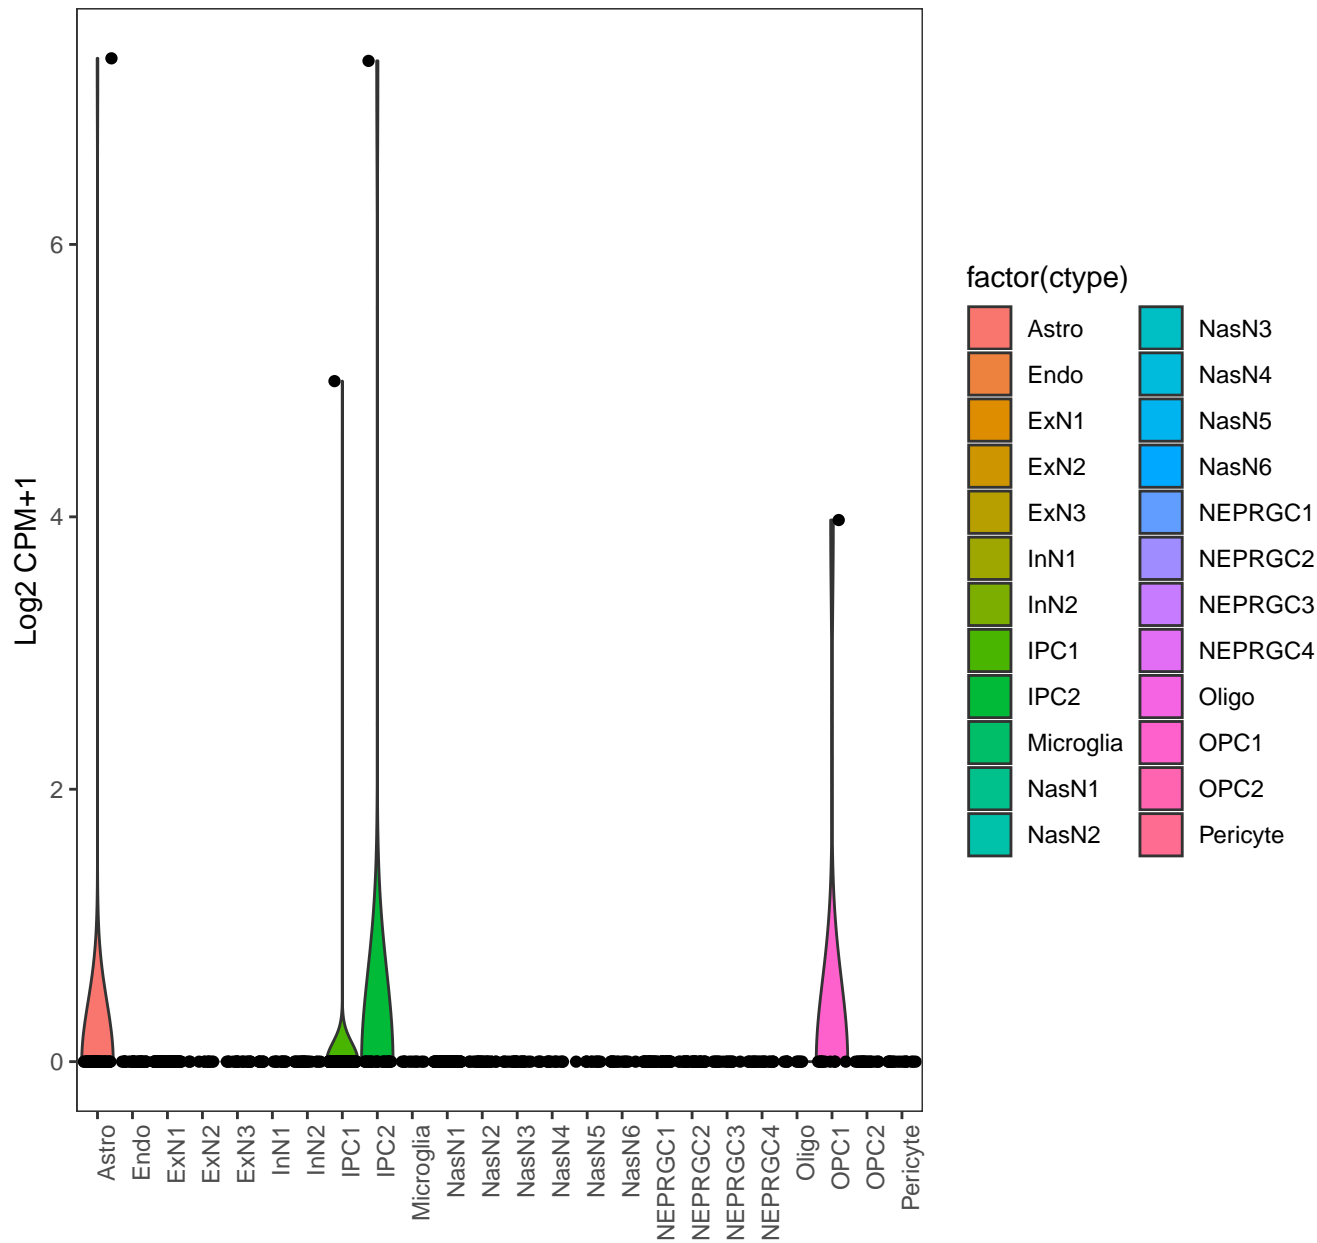 Log2 CPM+1
6
4
2
0
Astro
Endo
ExN1
ExN2
ExN3
InN1
InN2
IPC1
IPC2
Microglia
NasN1
NasN2
NasN3
NasN4
NasN5
NasN6
NEPRGC1
NEPRGC2
NEPRGC3
NEPRGC4
Oligo
OPC1
OPC2
Pericyte
factor(ctype)
Astro
Endo
ExN1
ExN2
ExN3
InN1
InN2
IPC1
IPC2
Microglia
NasN1
NasN2
NasN3
NasN4
NasN5
NasN6
NEPRGC1
NEPRGC2
NEPRGC3
NEPRGC4
Oligo
OPC1
OPC2
Pericyte